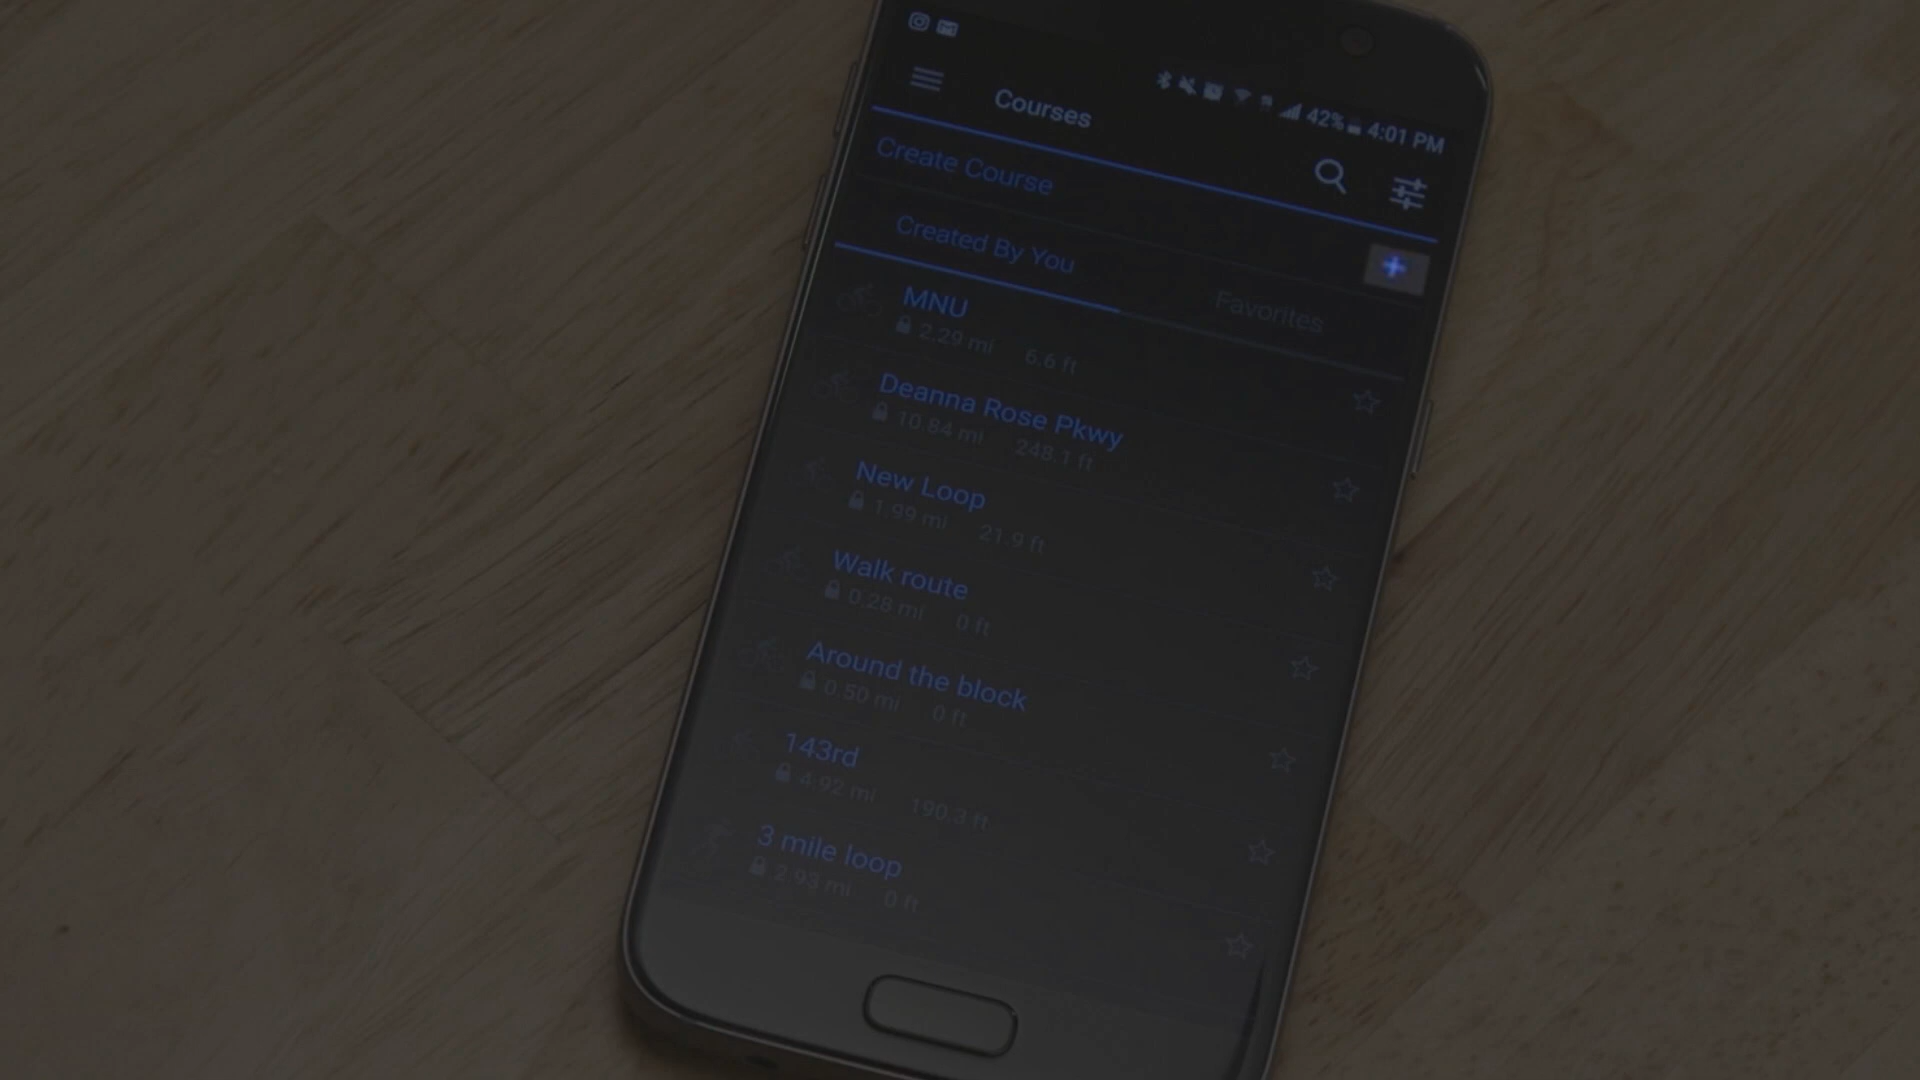 42% 4:01 PM
Courses
Create Course
Created By You
Favorites
MNU
2.29 mi 6.6 ft
Deanna Rose Pkwy
10.84 mi 248.1 ft
New Loop
1.99 mi 21.9 ft
Walk route
0.28 mi 0 ft
Around the block
0.50 mi 0 ft
143rd
4.92 mi 190.3 ft
3 mile loop
2.93 mi 0 ft